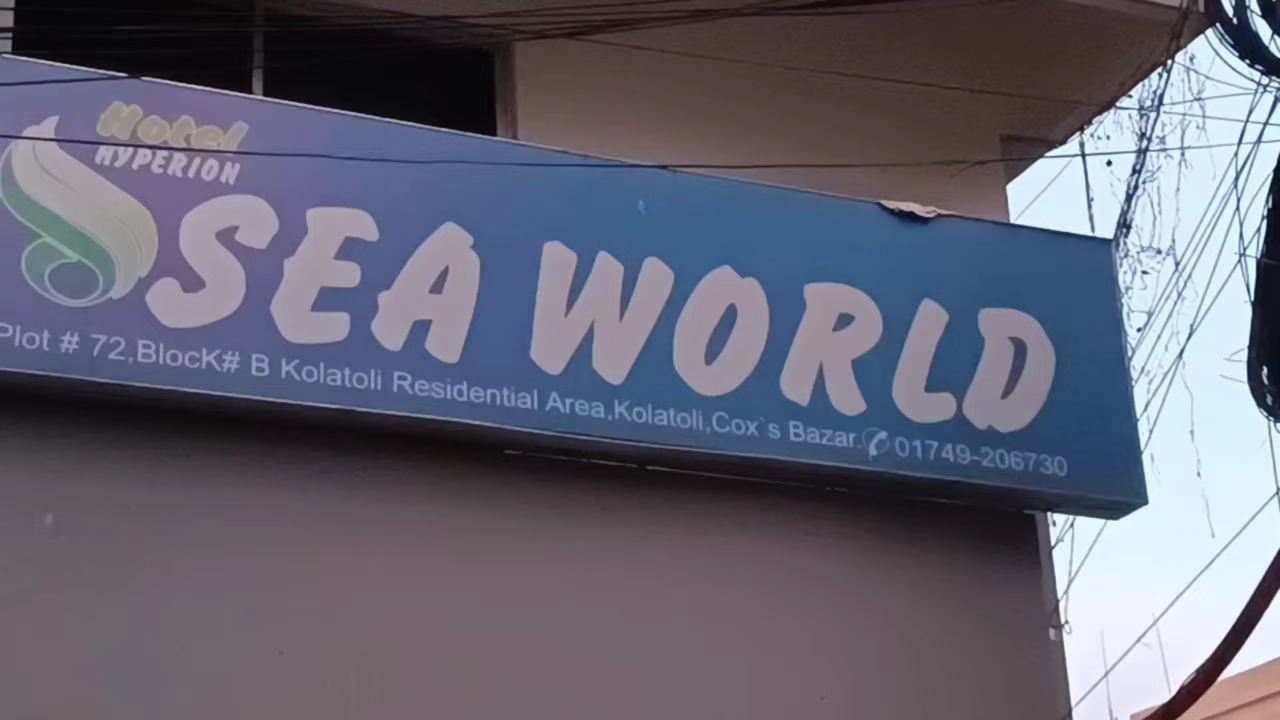 Hotel
HYPERION
SEA WORLD
Plot # 72,BlocK# B Kolatoli Residential Area,Kolatoli,Cox`s Bazar. 01749-206730